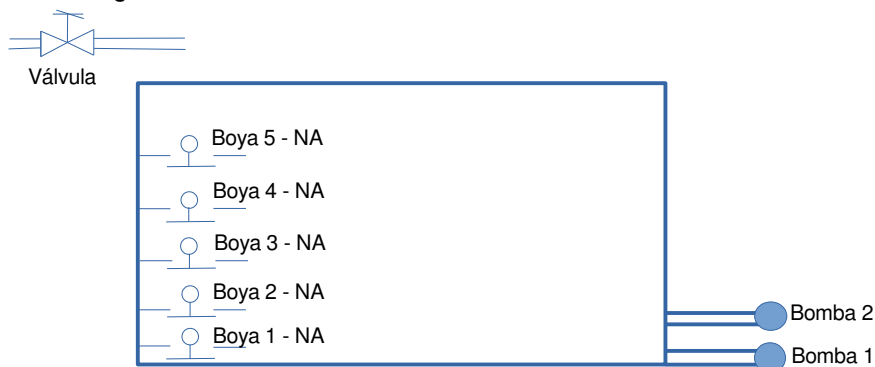 Válvula
Boya 5 - NA
Boya 4 - NA
Boya 3 - NA
Boya 2 - NA
Boya 1 - NA
Bomba 2
Bomba 1